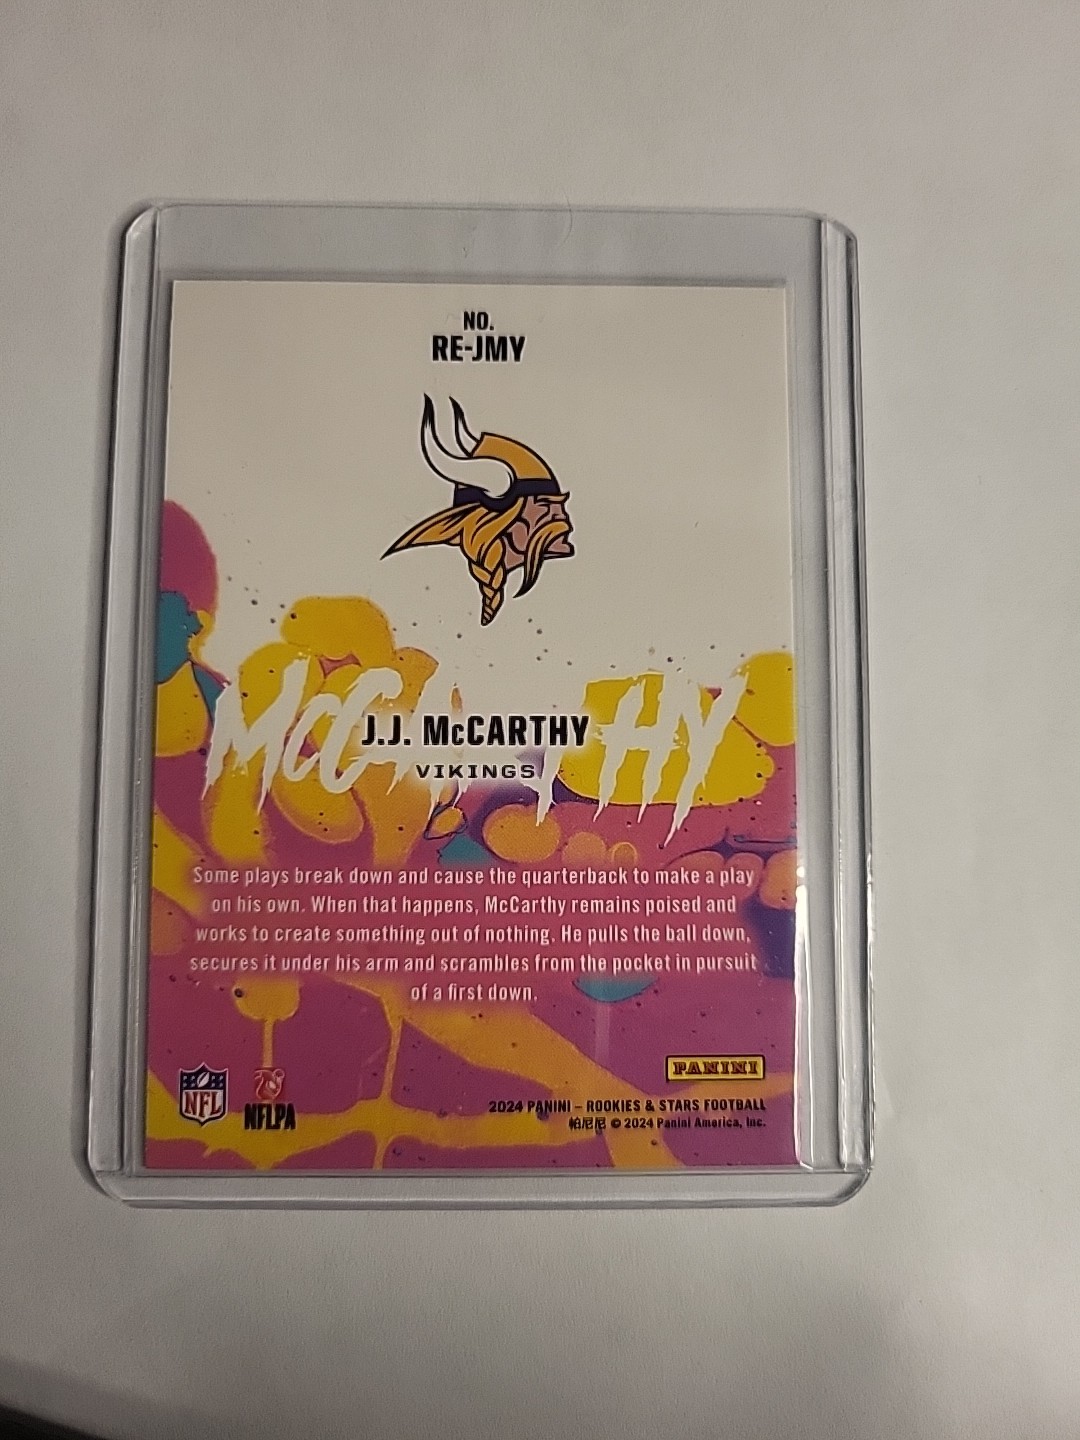 NO.
RE-JMY
McCARTHY
J.J. McCARTHY
VIKINGS
Some plays break down and cause the quarterback to make a play
on his own. When that happens, McCarthy remains poised and
works to create something out of nothing. He pulls the ball down,
secures it under his arm and scrambles from the pocket in pursuit
of a first down.
PANINI
NFL
NFLPA
2024 PANINI – ROOKIES & STARS FOOTBALL
帕尼尼 © 2024 Panini America, Inc.